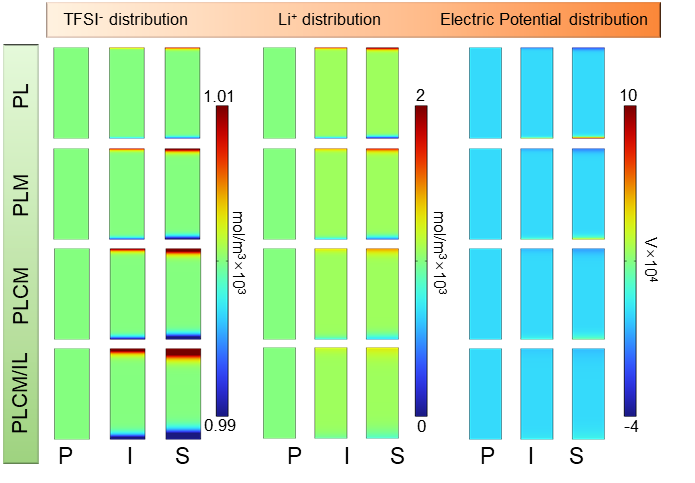 TFSI⁻ distribution Li⁺ distribution Electric Potential distribution
PL
PLM
PLCM
PLCM/IL
1.01
mol/m³×10³
0.99
2
mol/m³×10³
0
10
V×10⁴
-4
P I S P I S P I S